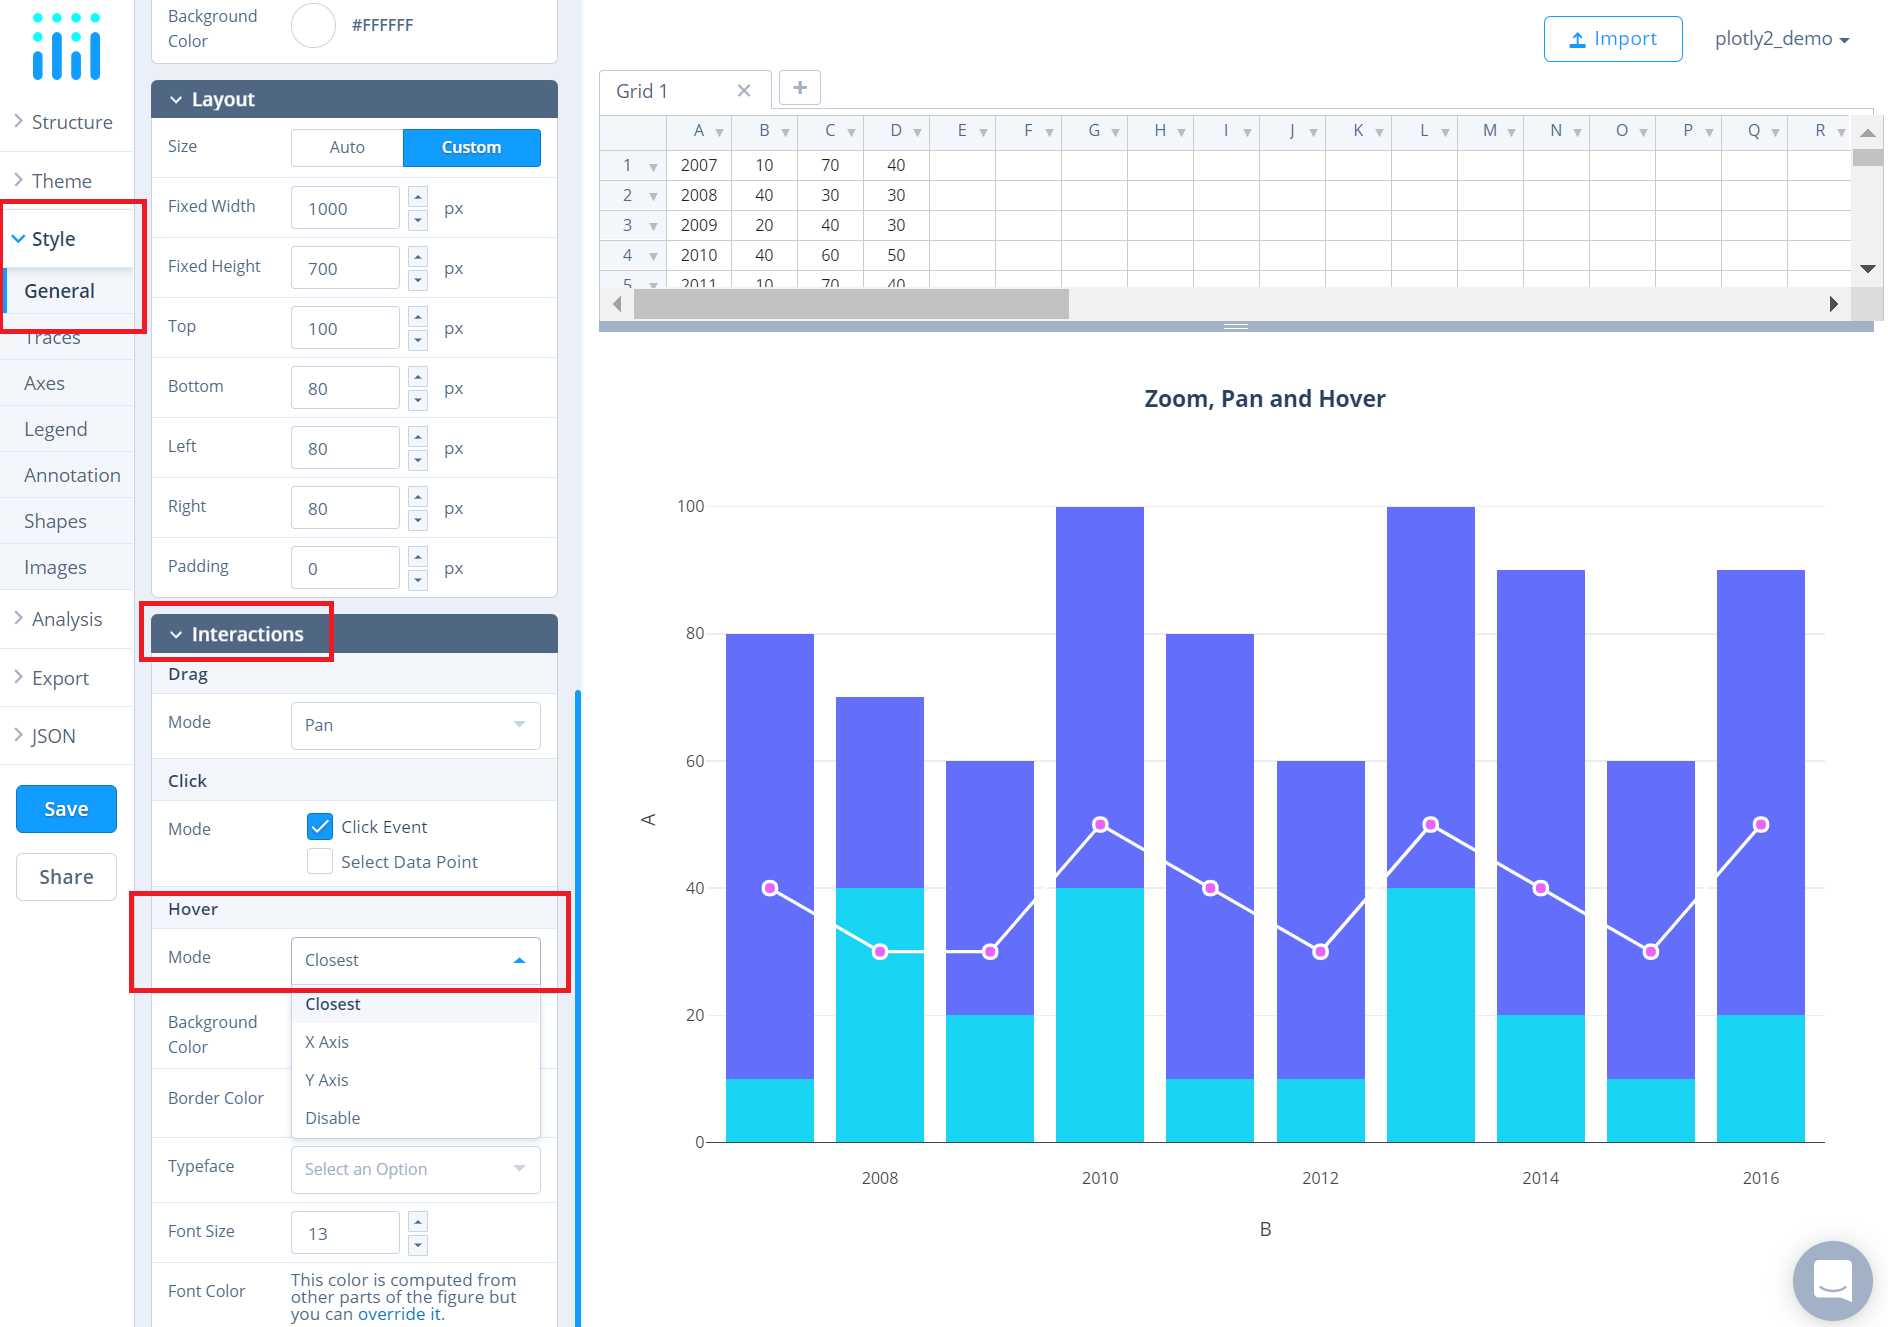 Structure
Theme
Style
General
Traces
Axes
Legend
Annotation
Shapes
Images
Analysis
Export
JSON
Save
Share
Background
Color
#FFFFFF
Layout
Size
Auto
Custom
Fixed Width
1000
px
Fixed Height
700
px
Top
100
px
Bottom
80
px
Left
80
px
Right
80
px
Padding
0
px
Interactions
Drag
Mode
Pan
Click
Mode
Click Event
Select Data Point
Hover
Mode
Closest
Closest
X Axis
Y Axis
Disable
Background
Color
Border Color
Typeface
Select an Option
Font Size
13
Font Color
This color is computed from
other parts of the figure but
you can override it.
Import
plotly2_demo
Grid 1
A B C D E F G H I J K L M N O P Q R
1 2007 10 70 40
2 2008 40 30 30
3 2009 20 40 30
4 2010 40 60 50
5 2011 10 70 40
Zoom, Pan and Hover
100
80
60
40
20
0
A
2008 2010 2012 2014 2016
B